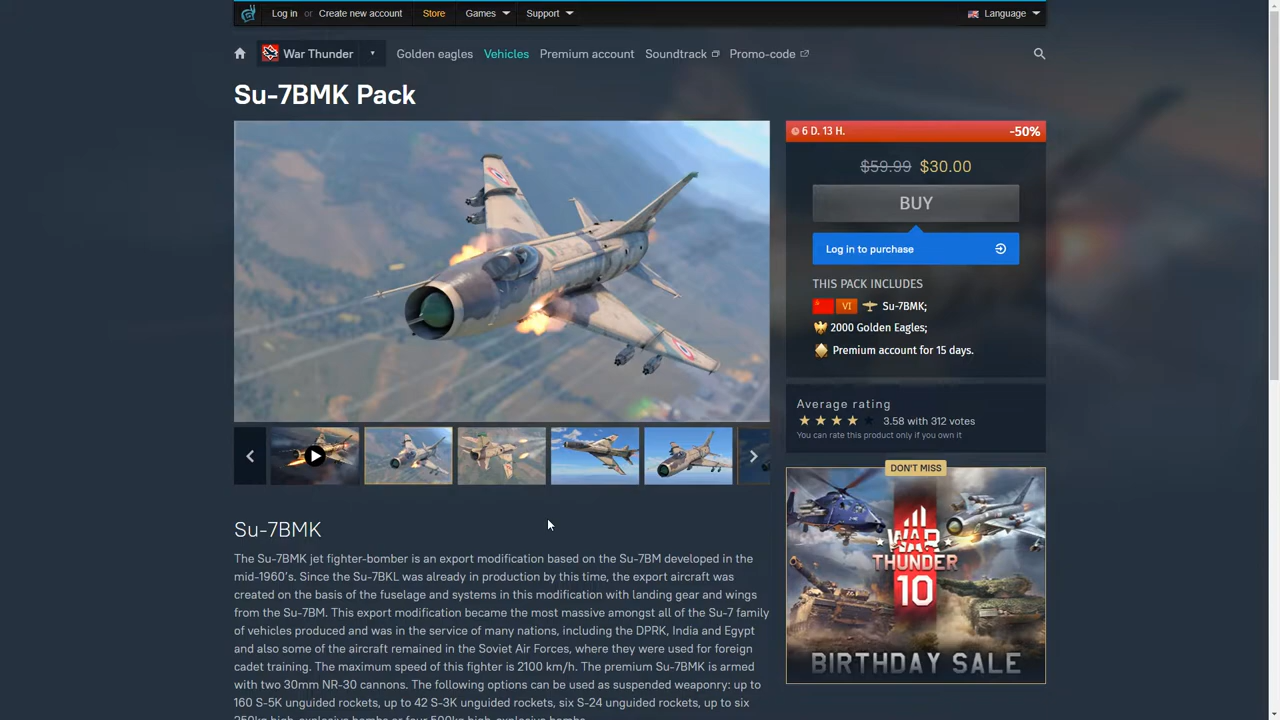 Log in or Create new account Store Games Support Language
War Thunder Golden eagles Vehicles Premium account Soundtrack Promo-code
Su-7BMK Pack
6 D. 13 H. -50%
$59.99 $30.00
BUY
Log in to purchase
THIS PACK INCLUDES
VI Su-7BMK;
2000 Golden Eagles;
Premium account for 15 days.
Average rating
3.58 with 312 votes
You can rate this product only if you own it
DON'T MISS
WAR
THUNDER
10
BIRTHDAY SALE
Su-7BMK
The Su-7BMK jet fighter-bomber is an export modification based on the Su-7BM developed in the
mid-1960's. Since the Su-7BKL was already in production by this time, the export aircraft was
created on the basis of the fuselage and systems in this modification with landing gear and wings
from the Su-7BM. This export modification became the most massive amongst all of the Su-7 family
of vehicles produced and was in the service of many nations, including the DPRK, India and Egypt
and also some of the aircraft remained in the Soviet Air Forces, where they were used for foreign
cadet training. The maximum speed of this fighter is 2100 km/h. The premium Su-7BMK is armed
with two 30mm NR-30 cannons. The following options can be used as suspended weaponry: up to
160 S-5K unguided rockets, up to 42 S-3K unguided rockets, six S-24 unguided rockets, up to six
250kg high-explosive bombs or four 500kg high-explosive bombs